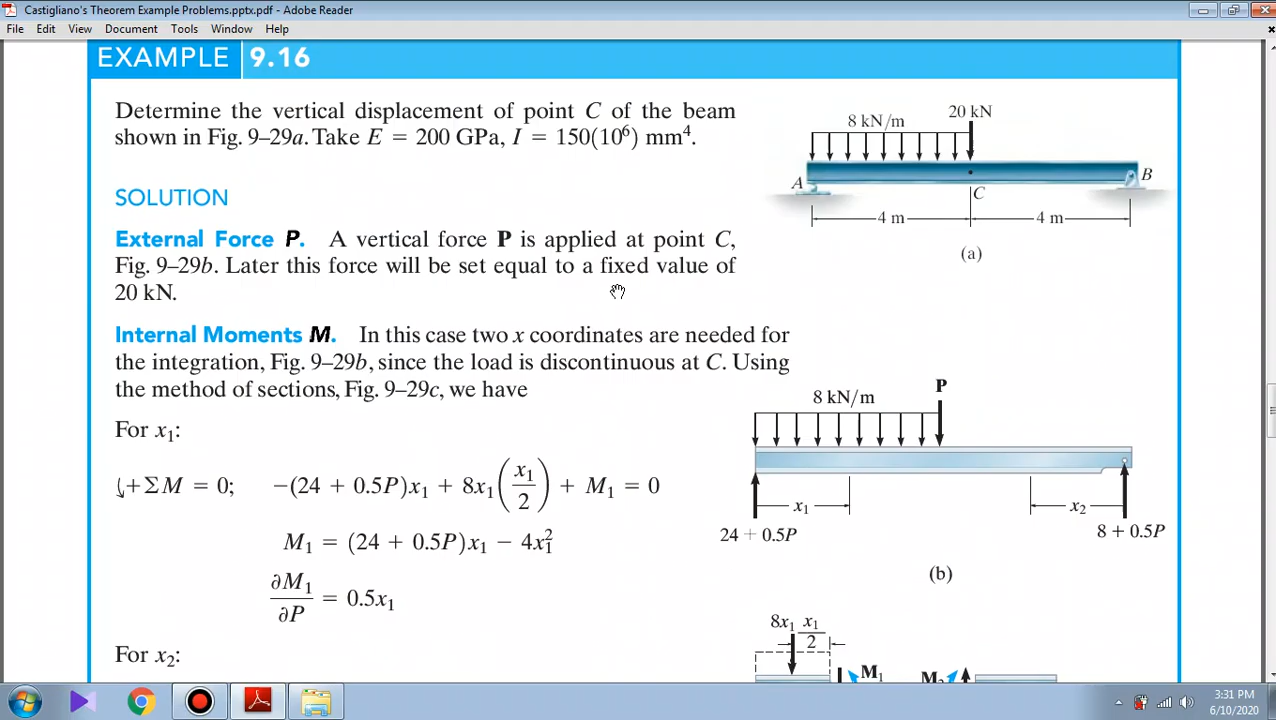 Castigliano's Theorem Example Problems.pptx.pdf - Adobe Reader
File Edit View Document Tools Window Help
EXAMPLE 9.16
Determine the vertical displacement of point C of the beam
shown in Fig. 9–29a. Take E = 200 GPa, I = 150(10⁶) mm⁴.
SOLUTION
External Force P. A vertical force P is applied at point C,
Fig. 9–29b. Later this force will be set equal to a fixed value of
20 kN.
Internal Moments M. In this case two x coordinates are needed for
the integration, Fig. 9–29b, since the load is discontinuous at C. Using
the method of sections, Fig. 9–29c, we have
For x₁:
↓+ΣM = 0; −(24 + 0.5P)x₁ + 8x₁(x₁/2) + M₁ = 0
M₁ = (24 + 0.5P)x₁ − 4x₁²
∂M₁/∂P = 0.5x₁
For x₂:
20 kN
8 kN/m
A
B
C
4 m 4 m
(a)
P
8 kN/m
x₁ x₂
24 + 0.5P 8 + 0.5P
(b)
8x₁ x₁/2
M₁ M₂
3:31 PM
6/10/2020